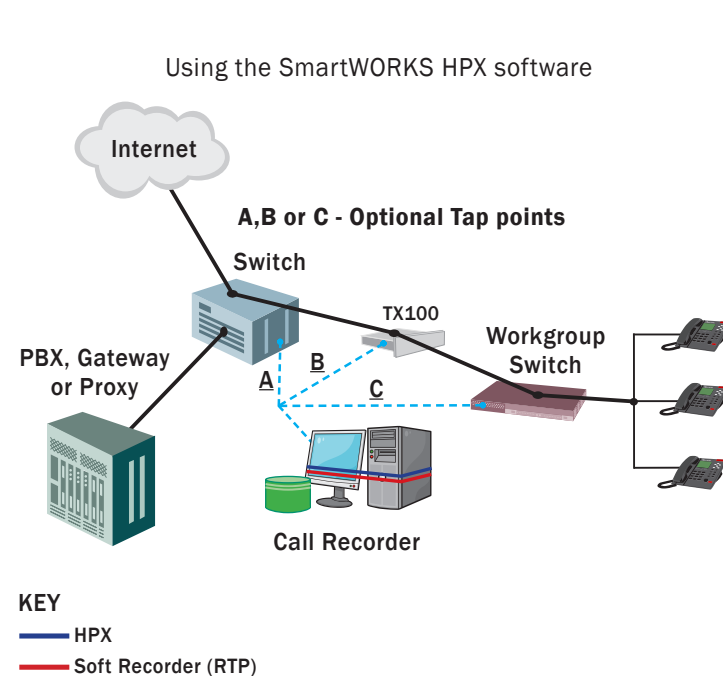 Using the SmartWORKS HPX software
Internet
A,B or C - Optional Tap points
Switch
TX100
Workgroup
Switch
PBX, Gateway
or Proxy
A
B
C
Call Recorder
KEY
HPX
Soft Recorder (RTP)